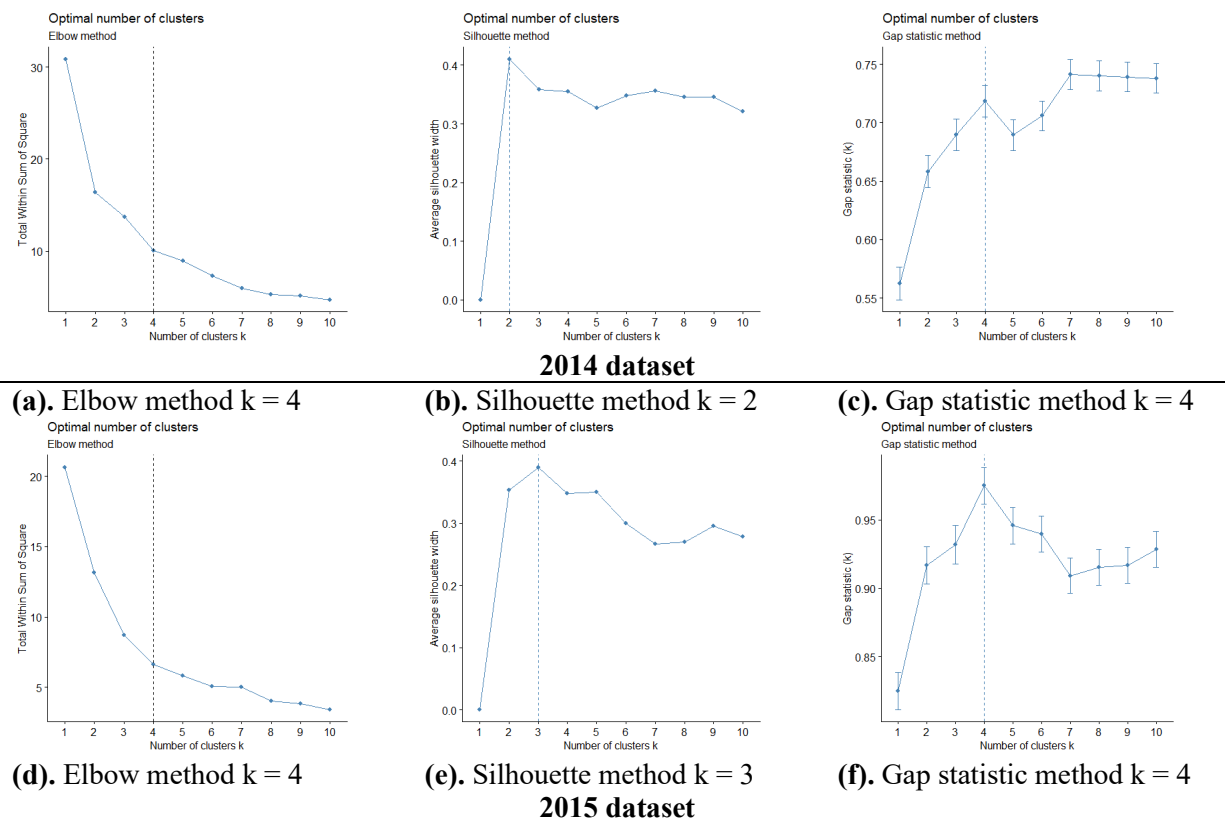 Optimal number of clusters
Elbow method
Total Within Sum of Square
30
20
10
1 2 3 4 5 6 7 8 9 10
Number of clusters k
Optimal number of clusters
Silhouette method
Average silhouette width
0.4
0.3
0.2
0.1
0.0
1 2 3 4 5 6 7 8 9 10
Number of clusters k
Optimal number of clusters
Gap statistic method
Gap statistic (k)
0.75
0.70
0.65
0.60
0.55
1 2 3 4 5 6 7 8 9 10
Number of clusters k
2014 dataset
(a). Elbow method k = 4
(b). Silhouette method k = 2
(c). Gap statistic method k = 4
Optimal number of clusters
Elbow method
Total Within Sum of Square
20
15
10
5
1 2 3 4 5 6 7 8 9 10
Number of clusters k
Optimal number of clusters
Silhouette method
Average silhouette width
0.4
0.3
0.2
0.1
0.0
1 2 3 4 5 6 7 8 9 10
Number of clusters k
Optimal number of clusters
Gap statistic method
Gap statistic (k)
0.95
0.90
0.85
1 2 3 4 5 6 7 8 9 10
Number of clusters k
(d). Elbow method k = 4
(e). Silhouette method k = 3
(f). Gap statistic method k = 4
2015 dataset